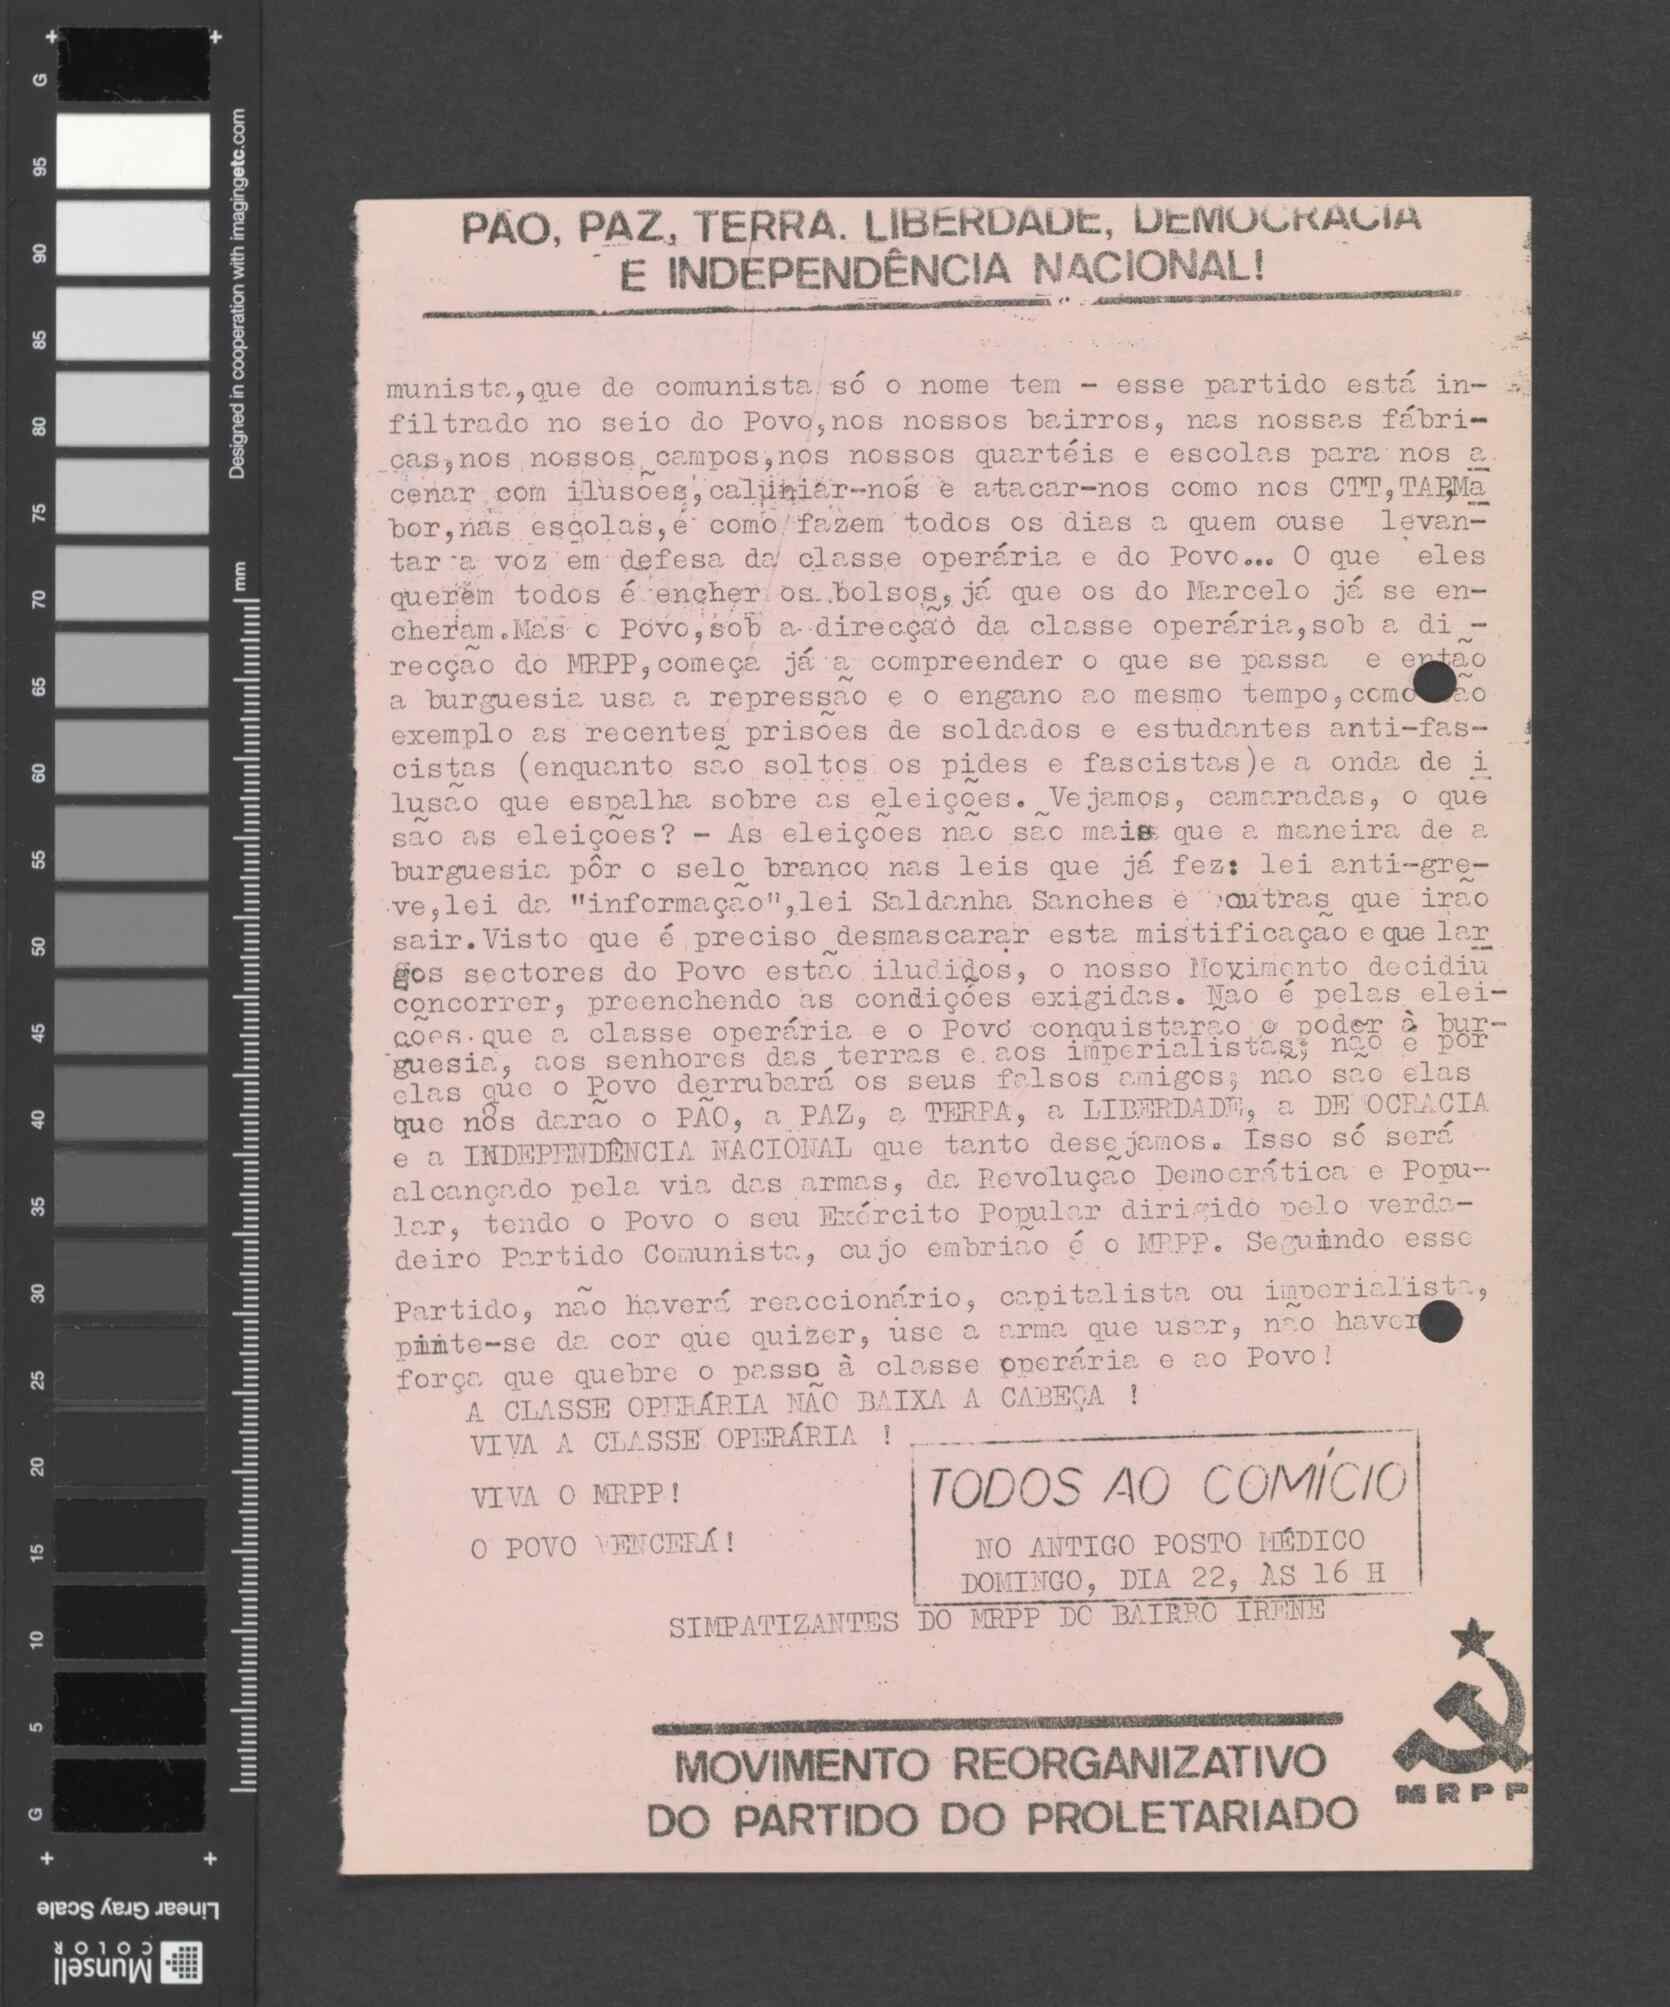 PÃO, PAZ, TERRA. LIBERDADE, DEMOCRACIA
E INDEPENDÊNCIA NACIONAL!
munista,que de comunista só o nome tem - esse partido está in-
filtrado no seio do Povo,nos nossos bairros, nas nossas fábri-
cas,nos nossos campos,nos nossos quartéis e escolas para nos a
cenar com ilusões,caluniar-nos e atacar-nos como nos CTT,TAP,Ma
bor,nas escolas,e como fazem todos os dias a quem ouse levan-
tar a voz em defesa da classe operária e do Povo... O que eles
querem todos é encher os bolsos,já que os do Marcelo já se en-
cheram.Mas o Povo,sob a direcção da classe operária,sob a di -
recção do MRPP,começa já a compreender o que se passa e então
a burguesia usa a repressão e o engano ao mesmo tempo,como são
exemplo as recentes prisões de soldados e estudantes anti-fas-
cistas (enquanto são soltos os pides e fascistas)e a onda de i
lusão que espalha sobre as eleições. Vejamos, camaradas, o que
são as eleições? - As eleições não são mais que a maneira de a
burguesia pôr o selo branco nas leis que já fez: lei anti-gre-
ve,lei da "informação",lei Saldanha Sanches e outras que irão
sair.Visto que é preciso desmascarar esta mistificação e que lar
gos sectores do Povo estão iludidos, o nosso Movimento decidiu
concorrer, preenchendo as condições exigidas. Não é pelas elei-
ções que a classe operária e o Povo conquistarão o poder à bur-
guesia, aos senhores das terras e aos imperialistas; não é por
elas que o Povo derrubará os seus falsos amigos; não são elas
que nos darão o PÃO, a PAZ, a TERRA, a LIBERDADE, a DE OCRACIA
e a INDEPENDÊNCIA NACIONAL que tanto desejamos. Isso só será
alcançado pela via das armas, da Revolução Democrática e Popu-
lar, tendo o Povo o seu Exército Popular dirigido pelo verda-
deiro Partido Comunista, cujo embrião é o MRPP. Seguindo esse
Partido, não haverá reaccionário, capitalista ou imperialista,
pinte-se da cor que quizer, use a arma que usar, não haver
força que quebre o passo à classe operária e ao Povo!
A CLASSE OPERÁRIA NÃO BAIXA A CABEÇA !
VIVA A CLASSE OPERÁRIA !
VIVA O MRPP!
O POVO VENCERÁ!
TODOS AO COMÍCIO
NO ANTIGO POSTO MÉDICO
DOMINGO, DIA 22, ÀS 16 H
SIMPATIZANTES DO MRPP DO BAIRRO IRENE
MOVIMENTO REORGANIZATIVO
DO PARTIDO DO PROLETARIADO
MRPP
G
95
90
85
80
75
70
65
60
55
50
45
40
35
30
25
20
15
10
5
G
Designed in cooperation with imagingetc.com
mm
Linear Gray Scale
Munsell
COLOR